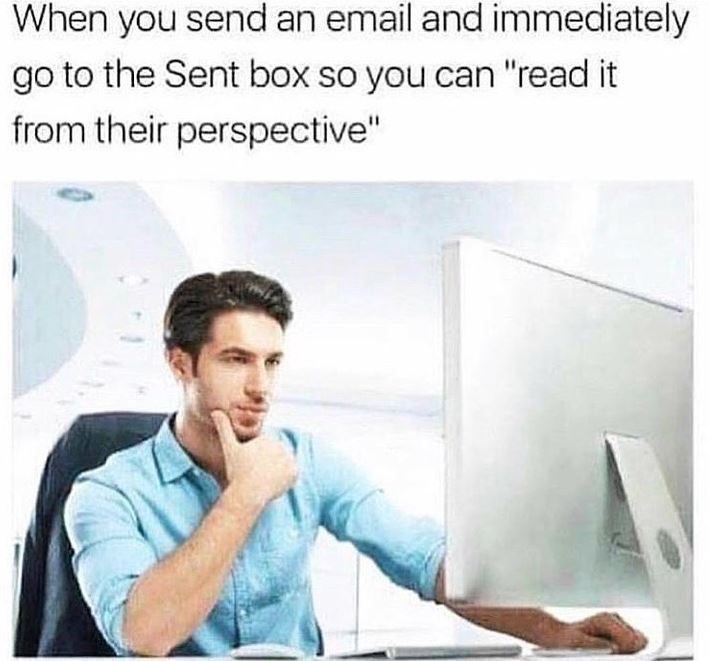 When you send an email and immediately
go to the Sent box so you can "read it
from their perspective"